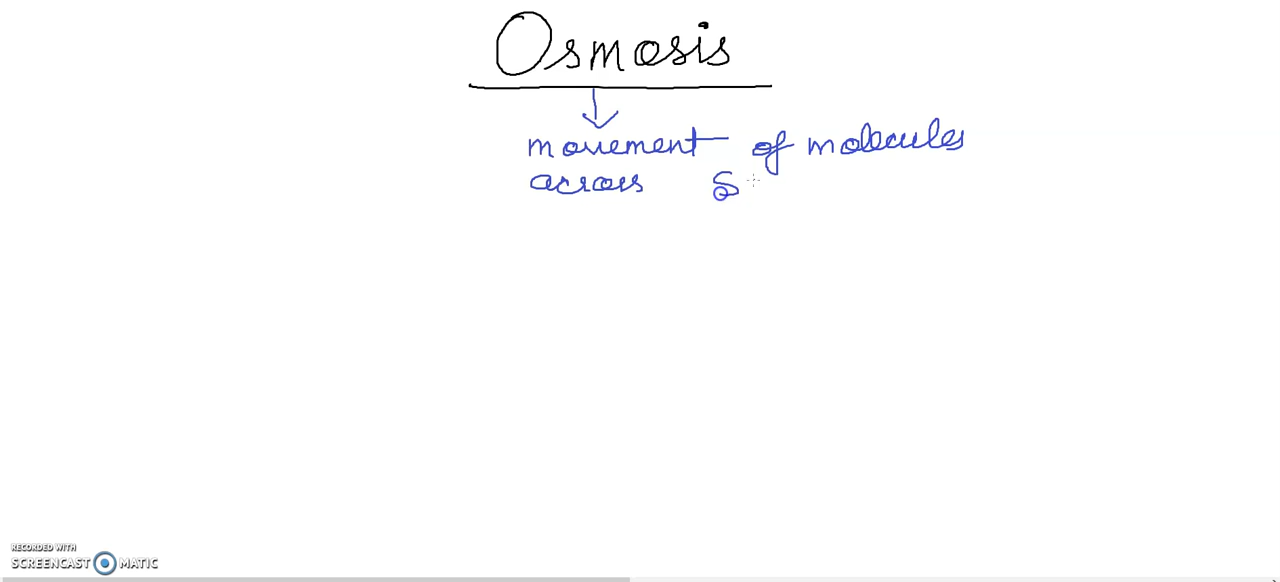 Osmosis
movement of molecules
across S
RECORDED WITH
SCREENCAST MATIC